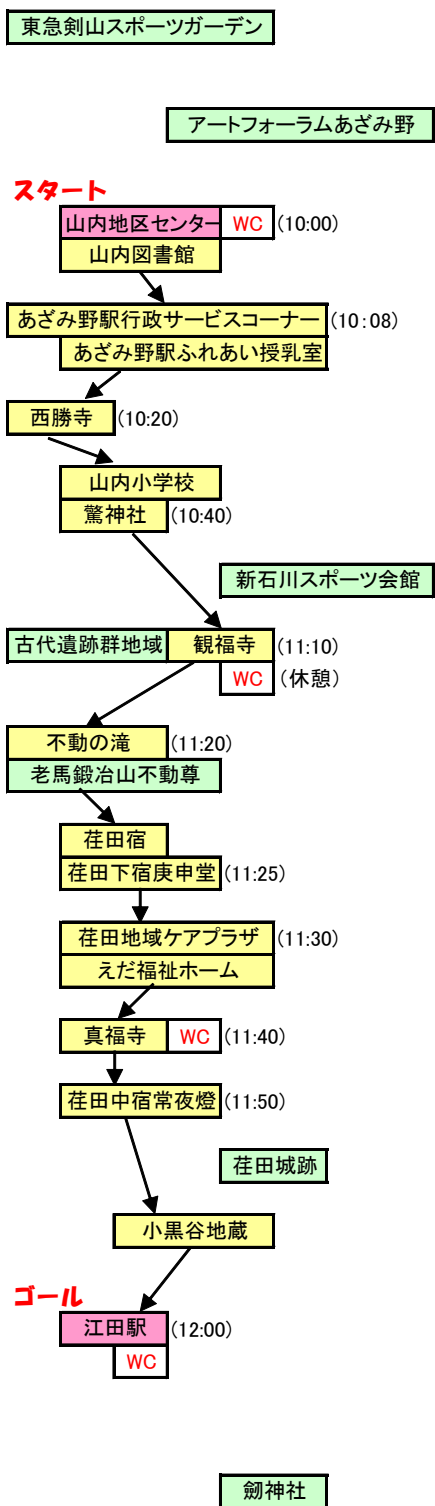 東急剣山スポーツガーデン
アートフォーラムあざみ野
スタート
山内地区センター WC (10:00)
山内図書館
あざみ野駅行政サービスコーナー (10:08)
あざみ野駅ふれあい授乳室
西勝寺 (10:20)
山内小学校
驚神社 (10:40)
新石川スポーツ会館
古代遺跡群地域 観福寺 (11:10)
WC (休憩)
不動の滝 (11:20)
老馬鍛冶山不動尊
荏田宿
荏田下宿庚申堂 (11:25)
荏田地域ケアプラザ (11:30)
えだ福祉ホーム
真福寺 WC (11:40)
荏田中宿常夜燈 (11:50)
荏田城跡
小黒谷地蔵
ゴール
江田駅 (12:00)
WC
剱神社